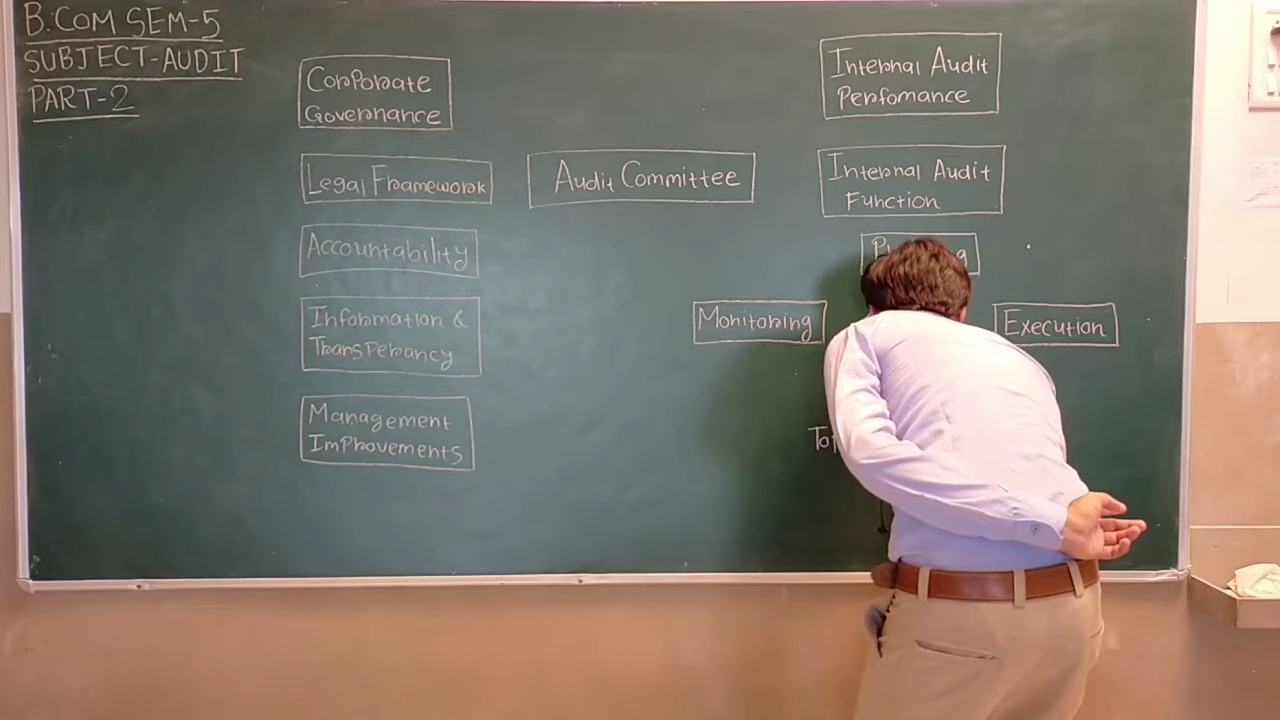 B.COM SEM-5
SUBJECT-AUDIT
PART-2
Corporate
Governance
Legal Framework
Accountability
Information &
Transperancy
Management
Improvements
Audit Committee
Internal Audit
Perfomance
Internal Audit
Function
Monitoring
Execution